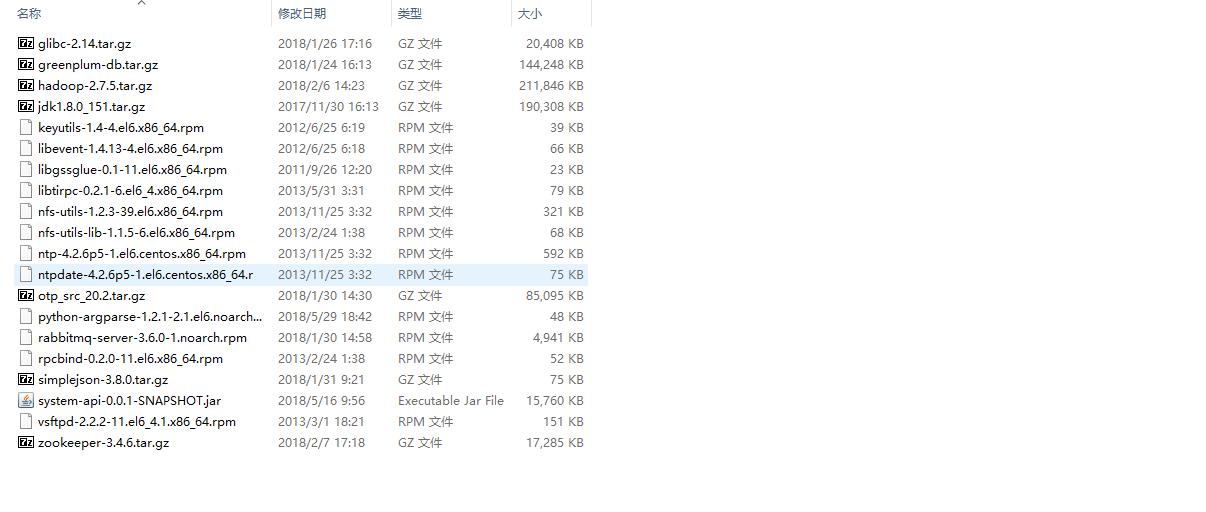 名称 修改日期 类型 大小
glibc-2.14.tar.gz 2018/1/26 17:16 GZ 文件 20,408 KB
greenplum-db.tar.gz 2018/1/24 16:13 GZ 文件 144,248 KB
hadoop-2.7.5.tar.gz 2018/2/6 14:23 GZ 文件 211,846 KB
jdk1.8.0_151.tar.gz 2017/11/30 16:13 GZ 文件 190,308 KB
keyutils-1.4-4.el6.x86_64.rpm 2012/6/25 6:19 RPM 文件 39 KB
libevent-1.4.13-4.el6.x86_64.rpm 2012/6/25 6:18 RPM 文件 66 KB
libgssglue-0.1-11.el6.x86_64.rpm 2011/9/26 12:20 RPM 文件 23 KB
libtirpc-0.2.1-6.el6_4.x86_64.rpm 2013/5/31 3:31 RPM 文件 79 KB
nfs-utils-1.2.3-39.el6.x86_64.rpm 2013/11/25 3:32 RPM 文件 321 KB
nfs-utils-lib-1.1.5-6.el6.x86_64.rpm 2013/2/24 1:38 RPM 文件 68 KB
ntp-4.2.6p5-1.el6.centos.x86_64.rpm 2013/11/25 3:32 RPM 文件 592 KB
ntpdate-4.2.6p5-1.el6.centos.x86_64.r 2013/11/25 3:32 RPM 文件 75 KB
otp_src_20.2.tar.gz 2018/1/30 14:30 GZ 文件 85,095 KB
python-argparse-1.2.1-2.1.el6.noarch... 2018/5/29 18:42 RPM 文件 48 KB
rabbitmq-server-3.6.0-1.noarch.rpm 2018/1/30 14:58 RPM 文件 4,941 KB
rpcbind-0.2.0-11.el6.x86_64.rpm 2013/2/24 1:38 RPM 文件 52 KB
simplejson-3.8.0.tar.gz 2018/1/31 9:21 GZ 文件 75 KB
system-api-0.0.1-SNAPSHOT.jar 2018/5/16 9:56 Executable Jar File 15,760 KB
vsftpd-2.2.2-11.el6_4.1.x86_64.rpm 2013/3/1 18:21 RPM 文件 151 KB
zookeeper-3.4.6.tar.gz 2018/2/7 17:18 GZ 文件 17,285 KB